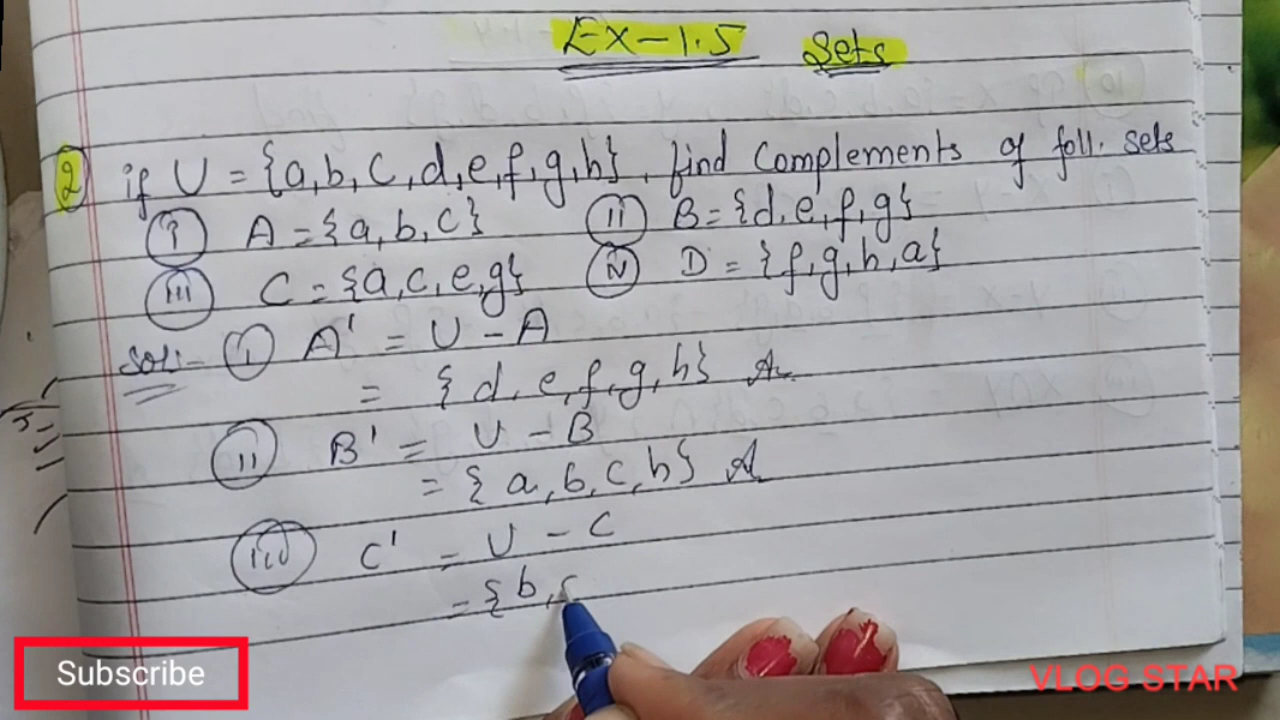 Ex-1.5 Sets
2 if U = {a,b,c,d,e,f,g,h}, find Complements of foll. sets
(i) A = {a,b,c} (ii) B = {d,e,f,g}
(iii) C = {a,c,e,g} (iv) D = {f,g,h,a}
Sol:- (i) A' = U - A
= {d,e,f,g,h} A
(ii) B' = U - B
= {a,b,c,h} A
(iii) C' = U - C
= {b,
Subscribe
VLOG STAR